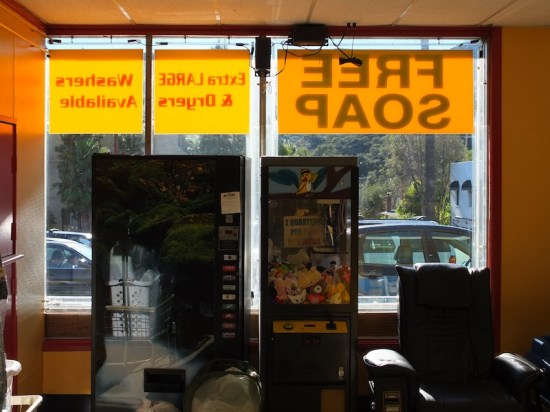 Extra LARGE Washers
& Dryers Available
FREE
SOAP